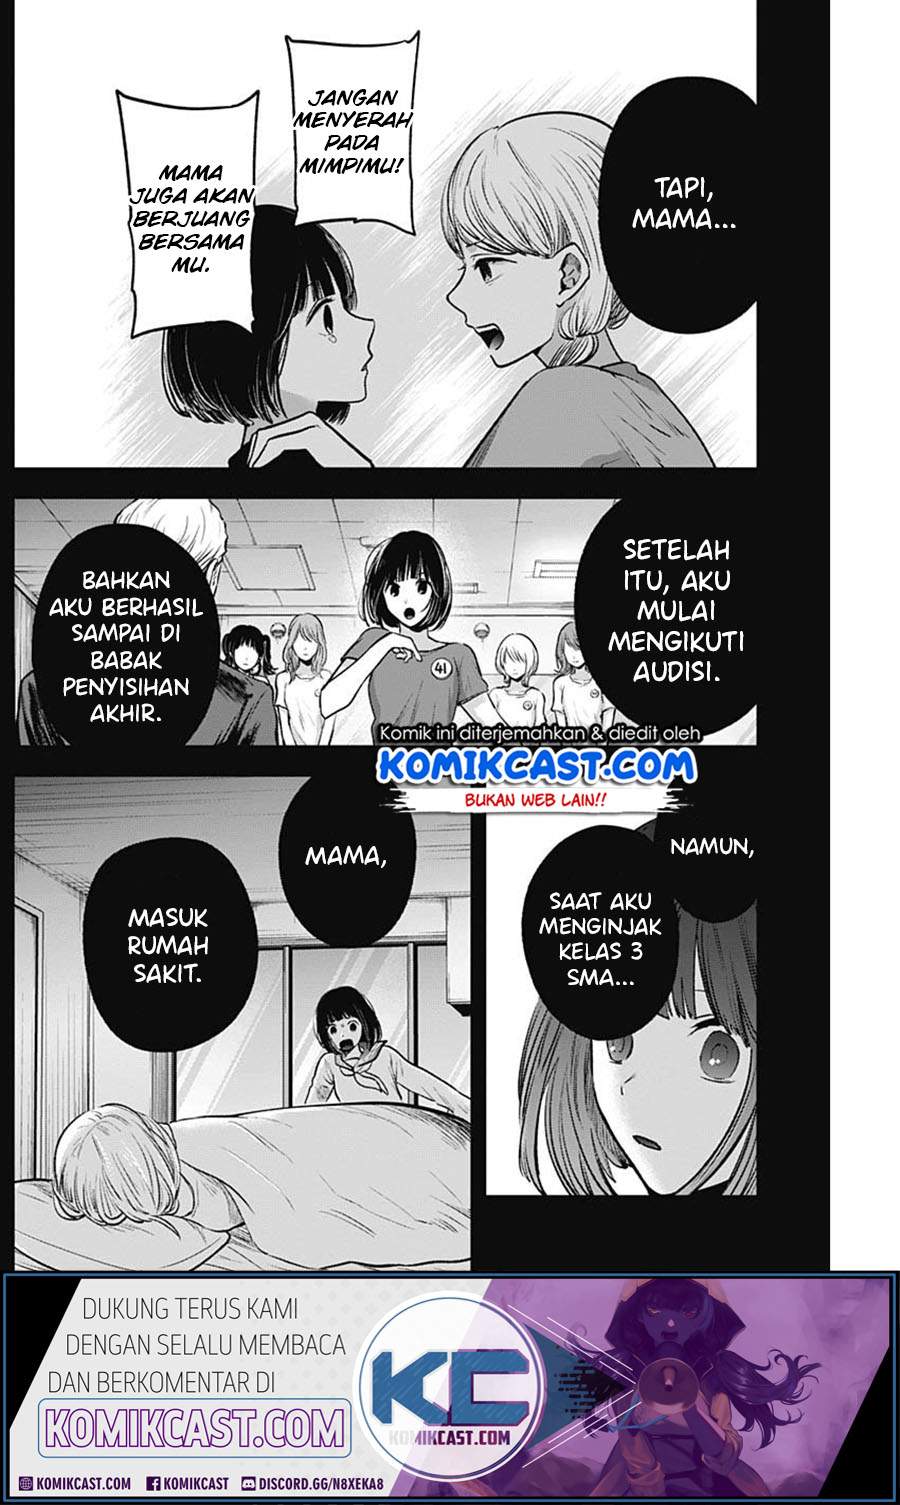 TAPI,
MAMA...
JANGAN
MENYERAH
PADA
MIMPIMU!
MAMA
JUGA AKAN
BERJUANG
BERSAMA
MU.
SETELAH
ITU, AKU
MULAI
MENGIKUTI
AUDISI.
41
BAHKAN
AKU BERHASIL
SAMPAI DI
BABAK
PENYISIHAN
AKHIR.
Komik ini diterjemahkan & diedit oleh
KOMIKCAST.COM
BUKAN WEB LAIN!!
NAMUN,
SAAT AKU
MENGINJAK
KELAS 3
SMA...
MAMA,
MASUK
RUMAH
SAKIT.
DUKUNG TERUS KAMI
DENGAN SELALU MEMBACA
DAN BERKOMENTAR DI
KOMIKCAST.COM
KC
KOMIKCAST.COM
KOMIKCAST.COM
KOMIKCAST
DISCORD.GG/N8XEKA8